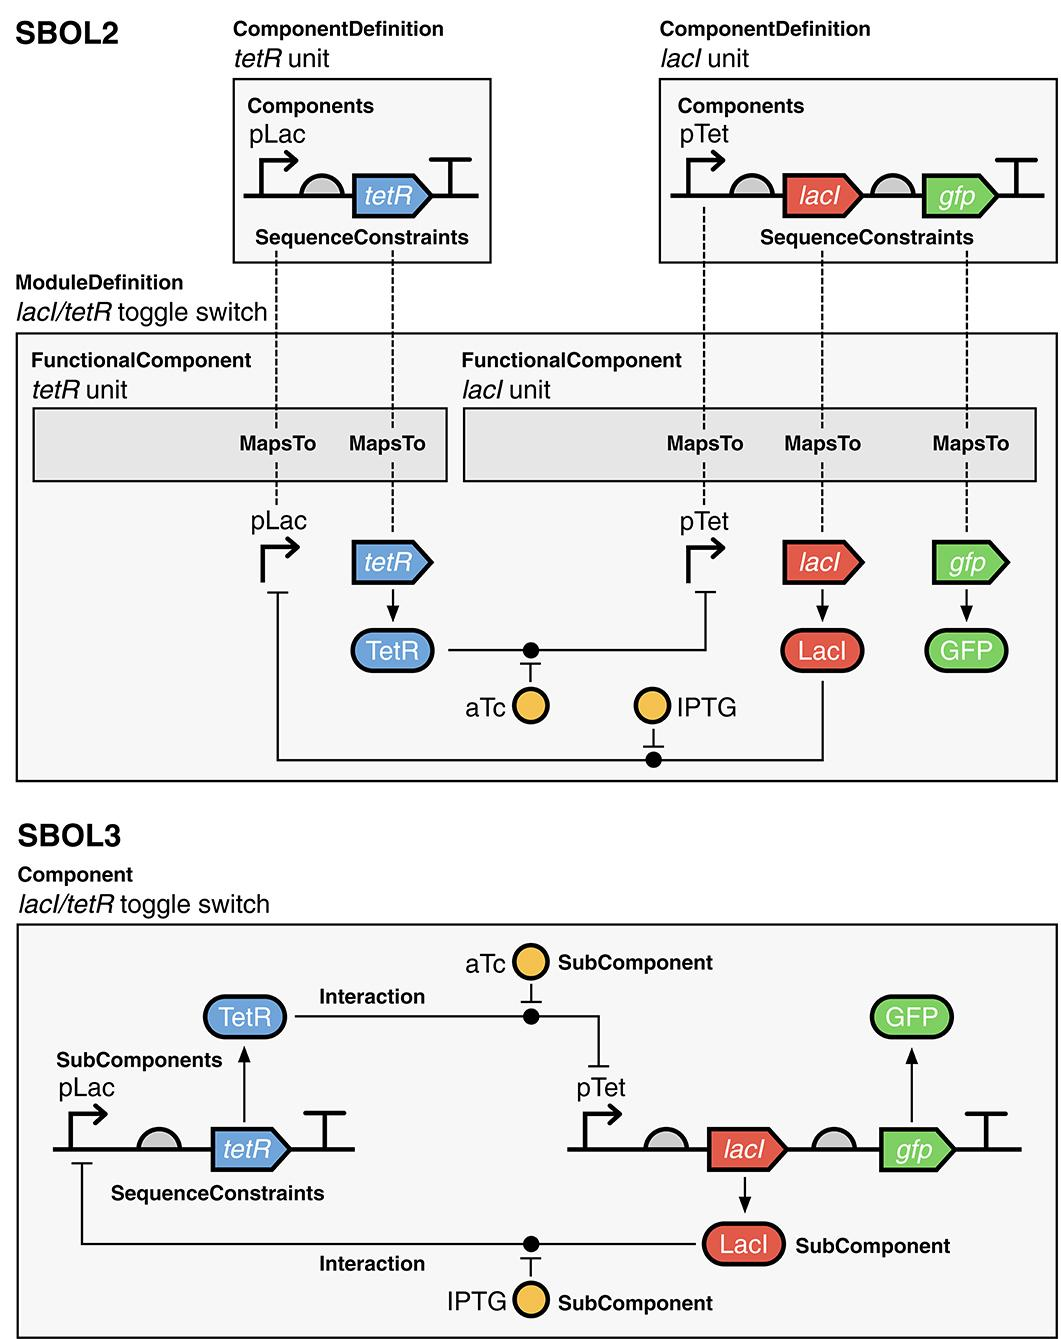 SBOL2
ComponentDefinition
tetR unit
ComponentDefinition
lacI unit
Components
pLac
tetR
SequenceConstraints
Components
pTet
lacI
gfp
SequenceConstraints
ModuleDefinition
lacI/tetR toggle switch
FunctionalComponent
tetR unit
FunctionalComponent
lacI unit
MapsTo MapsTo MapsTo MapsTo MapsTo
pLac pTet
tetR lacI gfp
TetR LacI GFP
aTc IPTG
SBOL3
Component
lacI/tetR toggle switch
aTc SubComponent
Interaction
TetR GFP
SubComponents
pLac pTet
tetR lacI gfp
SequenceConstraints
LacI SubComponent
Interaction
IPTG SubComponent